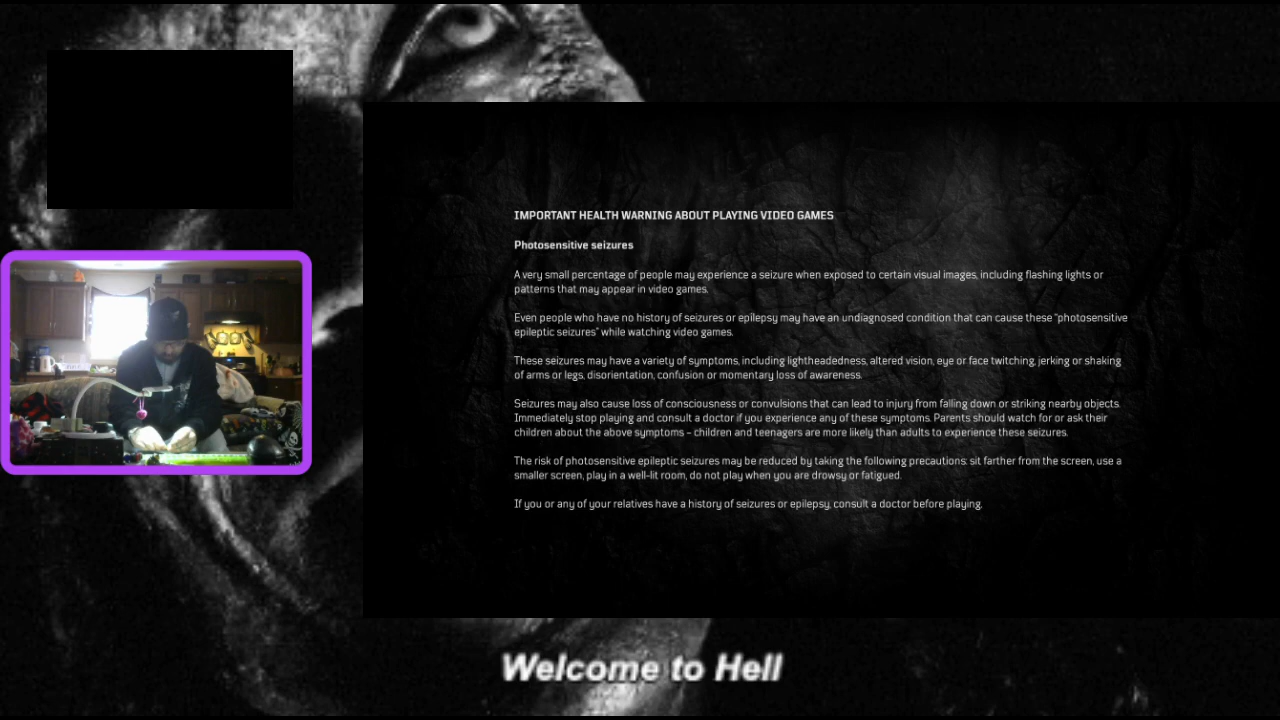 IMPORTANT HEALTH WARNING ABOUT PLAYING VIDEO GAMES
Photosensitive seizures
A very small percentage of people may experience a seizure when exposed to certain visual images, including flashing lights or
patterns that may appear in video games.
Even people who have no history of seizures or epilepsy may have an undiagnosed condition that can cause these "photosensitive
epileptic seizures" while watching video games.
These seizures may have a variety of symptoms, including lightheadedness, altered vision, eye or face twitching, jerking or shaking
of arms or legs, disorientation, confusion or momentary loss of awareness.
Seizures may also cause loss of consciousness or convulsions that can lead to injury from falling down or striking nearby objects.
Immediately stop playing and consult a doctor if you experience any of these symptoms. Parents should watch for or ask their
children about the above symptoms – children and teenagers are more likely than adults to experience these seizures.
The risk of photosensitive epileptic seizures may be reduced by taking the following precautions: sit farther from the screen, use a
smaller screen, play in a well-lit room, do not play when you are drowsy or fatigued.
If you or any of your relatives have a history of seizures or epilepsy, consult a doctor before playing.
Welcome to Hell